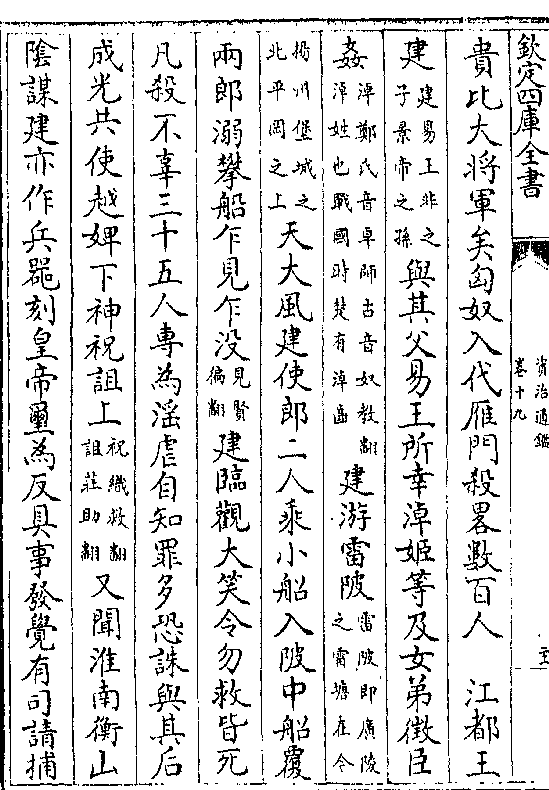 欽定四庫全書
資治通鑑
卷十九
貴比大將軍矣匈奴入代雁門殺畧數百人　江都王
建建易王非之子景帝之孫與其父易王所幸淖姬等及女弟徵臣
姦淖鄭氏音卓師古音奴教翻淖姓也戰國時楚有淖齒建游雷陂雷陂即廣陵之雷塘在今
揚州堡城之北平岡之上天大風建使郎二人乘小船入陂中船覆
兩郎溺攀船乍見乍没見賢徧翻建臨觀大笑令勿救皆死
凡殺不辜三十五人專為淫虐自知罪多恐誅與其后
成光共使越婢下神祝詛上祝織救翻詛莊助翻又聞淮南衡山
陰謀建亦作兵器刻皇帝璽為反具事發覺有司請捕